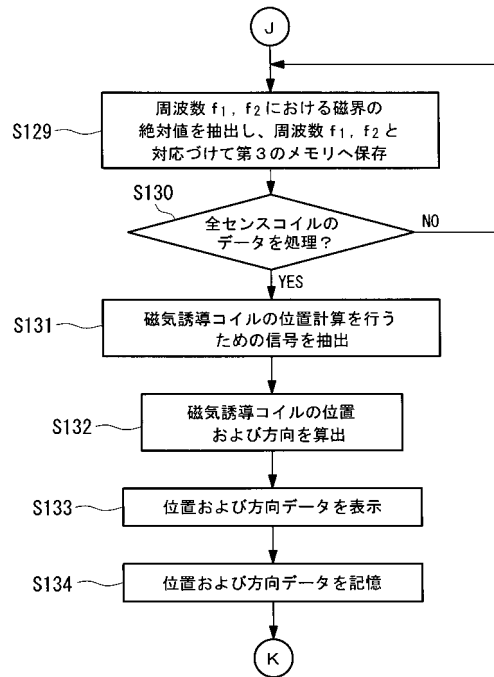 J
S129
周波数 f1, f2 における磁界の
絶対値を抽出し、周波数 f1, f2 と
対応づけて第3のメモリへ保存
S130
全センスコイルの
データを処理?
NO
YES
S131
磁気誘導コイルの位置計算を行う
ための信号を抽出
S132
磁気誘導コイルの位置
および方向を算出
S133
位置および方向データを表示
S134
位置および方向データを記憶
K